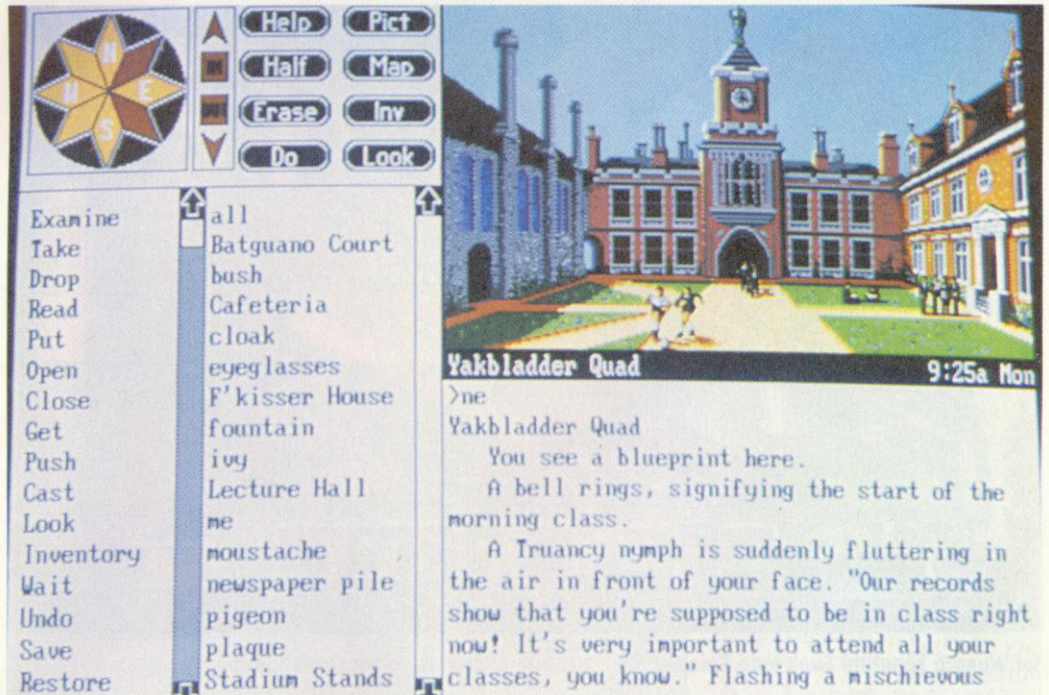 N
W
E
S
IN
OUT
Help
Pict
Half
Map
Erase
Inv
Do
Look
Examine
Take
Drop
Read
Put
Open
Close
Get
Push
Cast
Look
Inventory
Wait
Undo
Save
Restore
all
Batguano Court
bush
Cafeteria
cloak
eyeglasses
F'kisser House
fountain
ivy
Lecture Hall
me
moustache
newspaper pile
pigeon
plaque
Stadium Stands
Yakbladder Quad 9:25a Mon
>ne
Yakbladder Quad
You see a blueprint here.
A bell rings, signifying the start of the
morning class.
A Truancy nymph is suddenly fluttering in
the air in front of your face. "Our records
show that you're supposed to be in class right
now! It's very important to attend all your
classes, you know." Flashing a mischievous